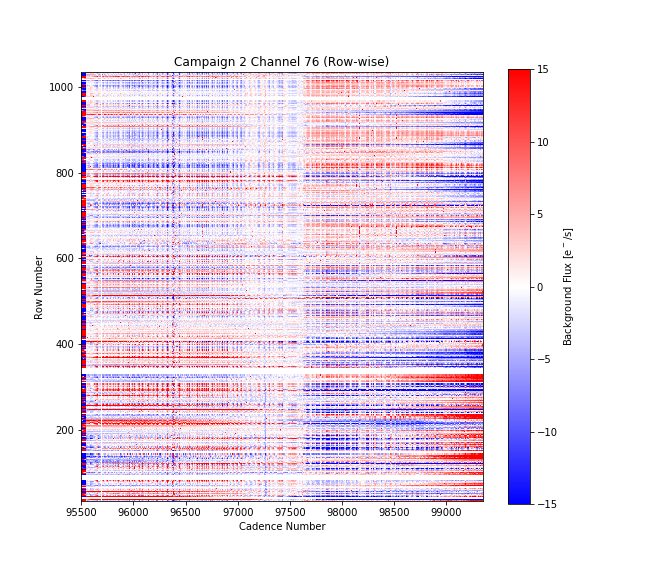 Campaign 2 Channel 76 (Row-wise)
1000
800
600
400
200
Row Number
95500 96000 96500 97000 97500 98000 98500 99000
Cadence Number
15
10
5
0
−5
−10
−15
Background Flux [e⁻/s]